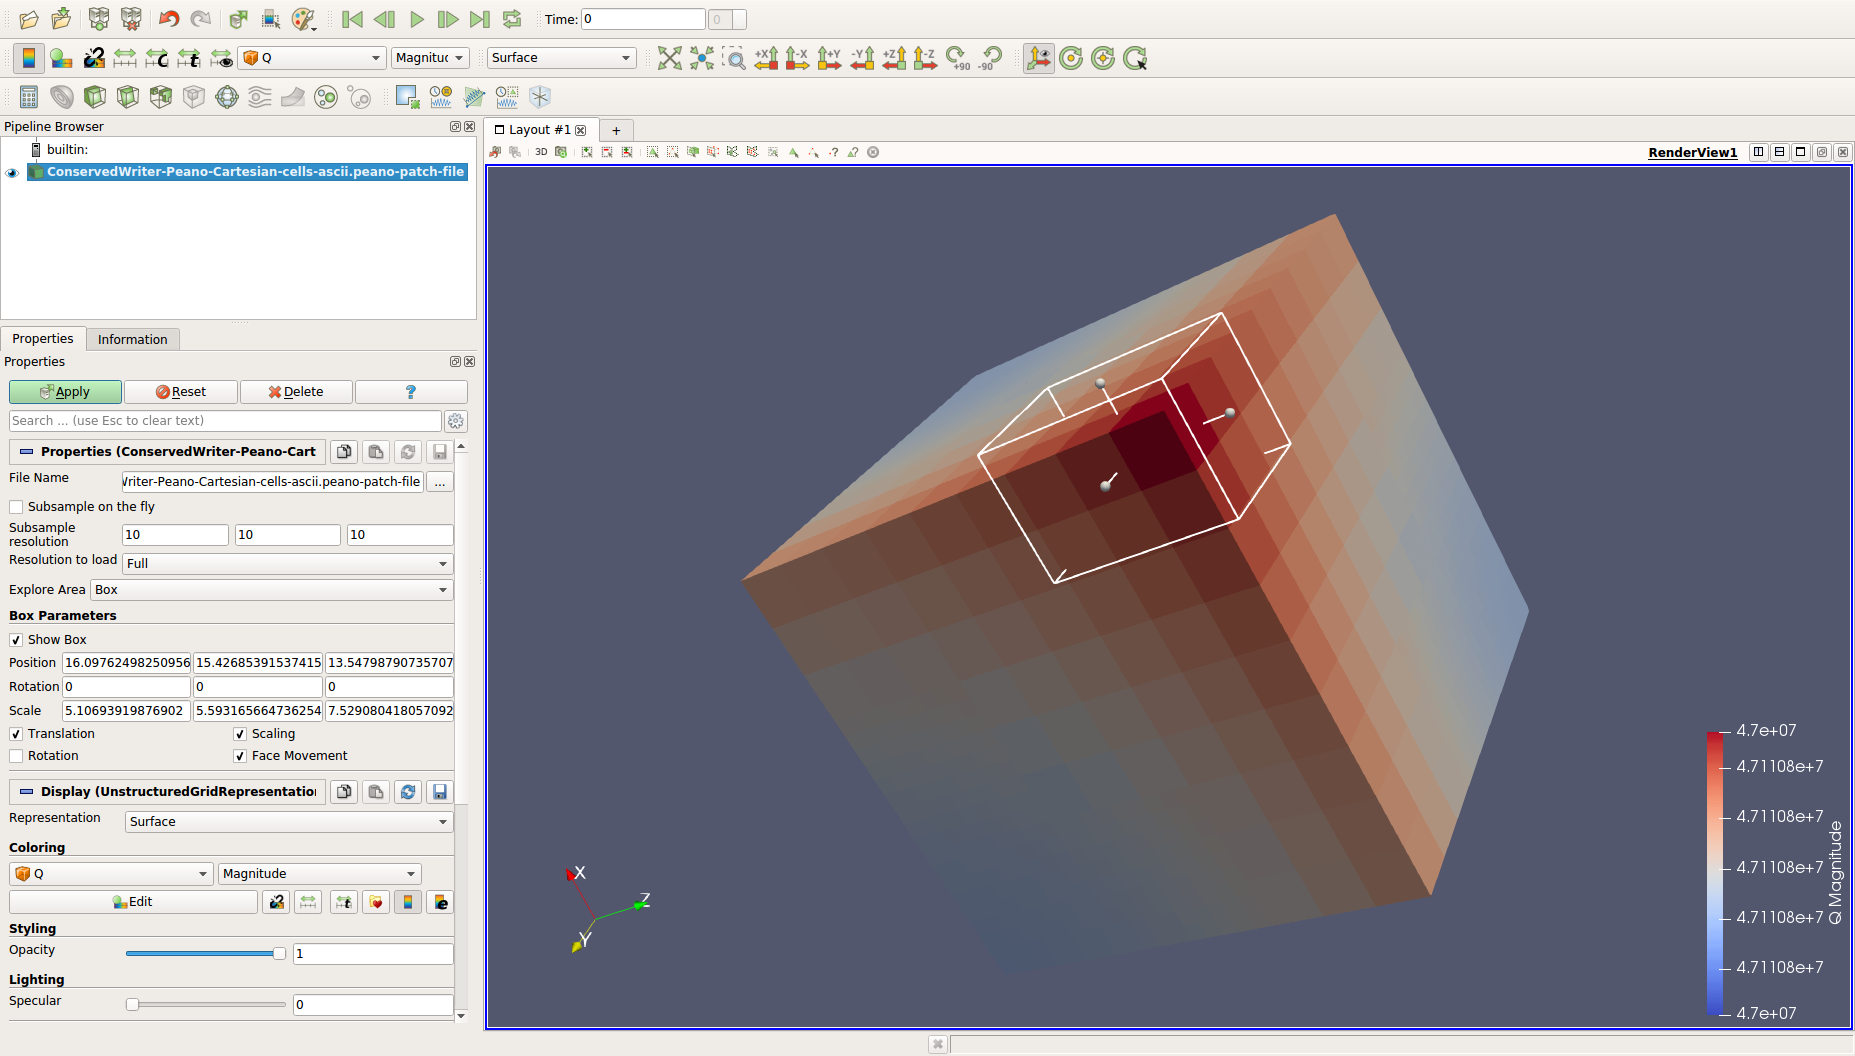 Time: 0 0
Q Magnituc Surface +X -X +Y -Y +Z -Z +90 -90
Pipeline Browser
Layout #1 +
builtin:
3D RenderView1
ConservedWriter-Peano-Cartesian-cells-ascii.peano-patch-file
Properties Information
Properties
Apply Reset Delete ?
Search ... (use Esc to clear text)
Properties (ConservedWriter-Peano-Cart
File Name Writer-Peano-Cartesian-cells-ascii.peano-patch-file ...
Subsample on the fly
Subsample
resolution 10 10 10
Resolution to load Full
Explore Area Box
Box Parameters
Show Box
Position 16.09762498250956 15.42685391537415 13.54798790735707
Rotation 0 0 0
Scale 5.10693919876902 5.593165664736254 7.529080418057092
Translation Scaling
Rotation Face Movement
Display (UnstructuredGridRepresentation
Representation Surface
Coloring
Q Magnitude
Edit
Styling
Opacity 1
Lighting
Specular 0
X
Z
Y
4.7e+07
4.71108e+7
4.71108e+7
4.71108e+7
4.71108e+7
4.71108e+7
4.7e+07
Q Magnitude